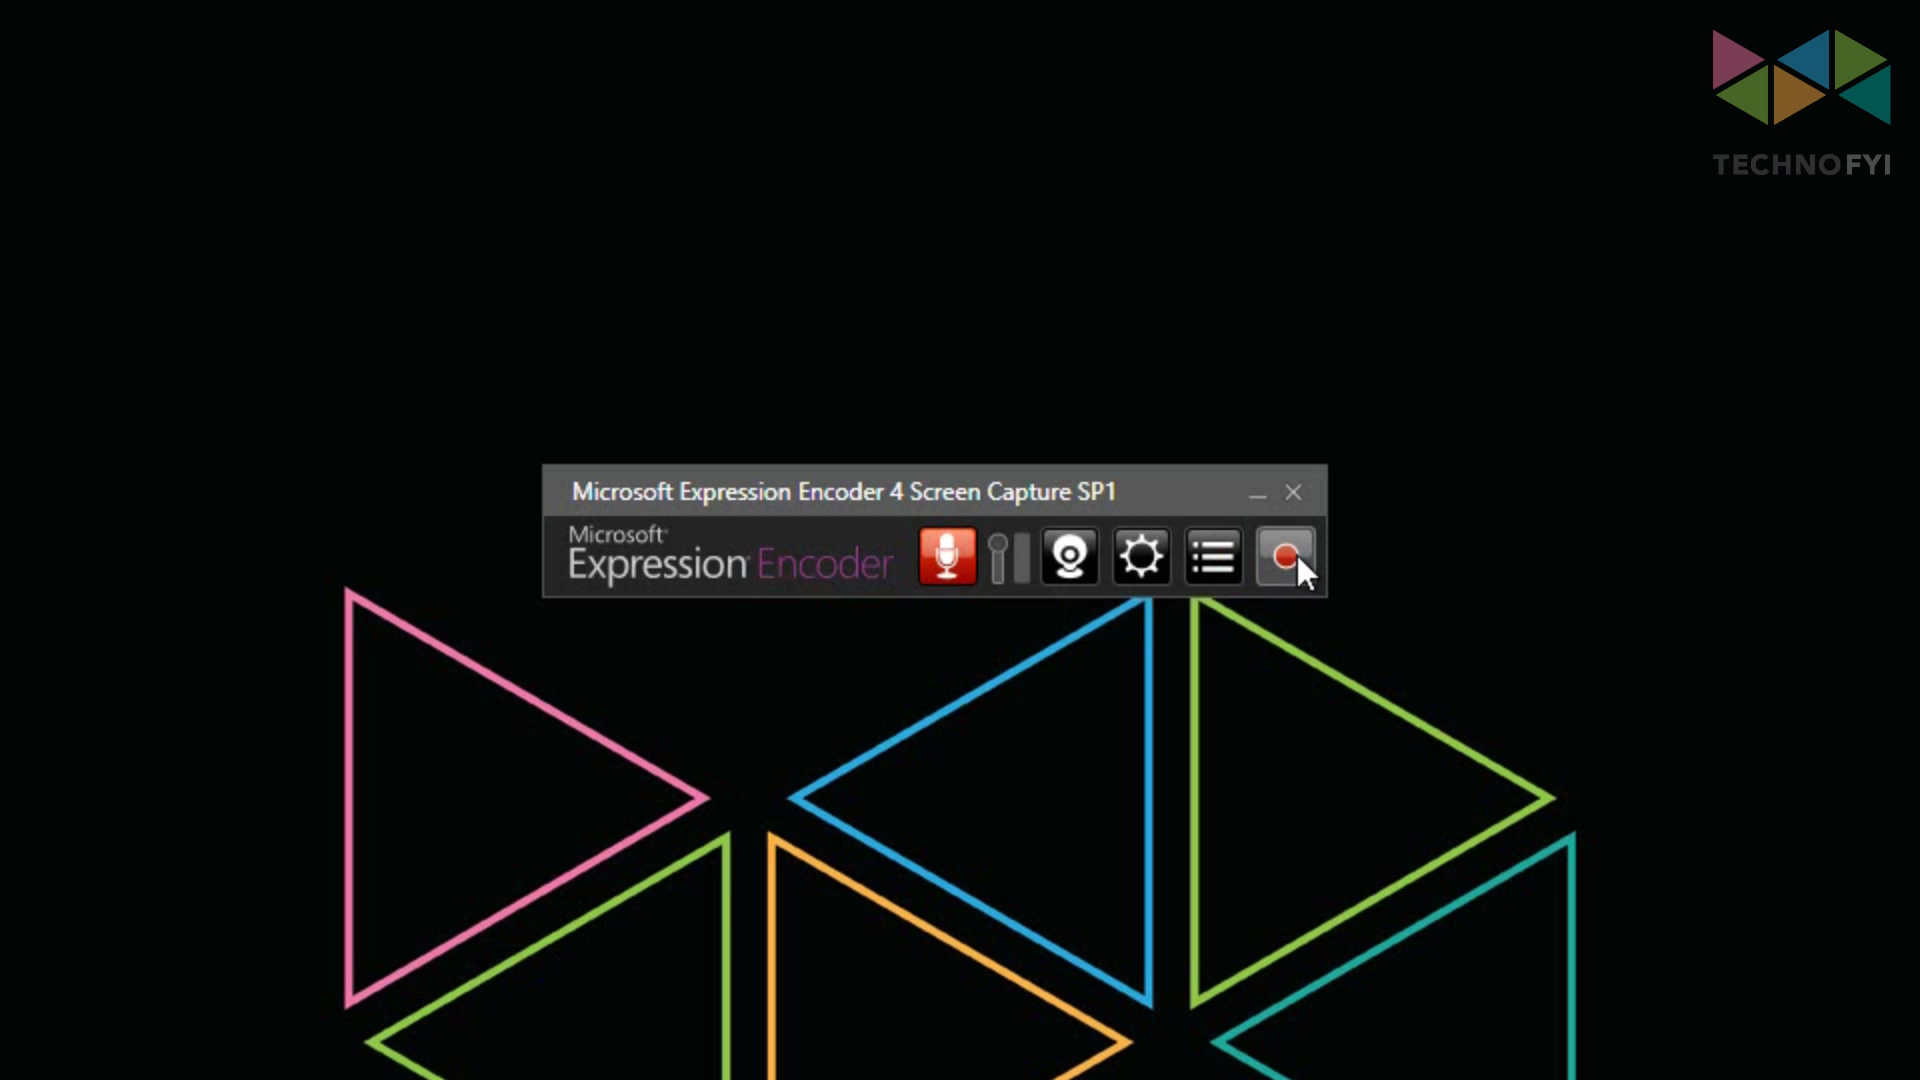 TECHNOFYI
Microsoft Expression Encoder 4 Screen Capture SP1
Microsoft
Expression Encoder